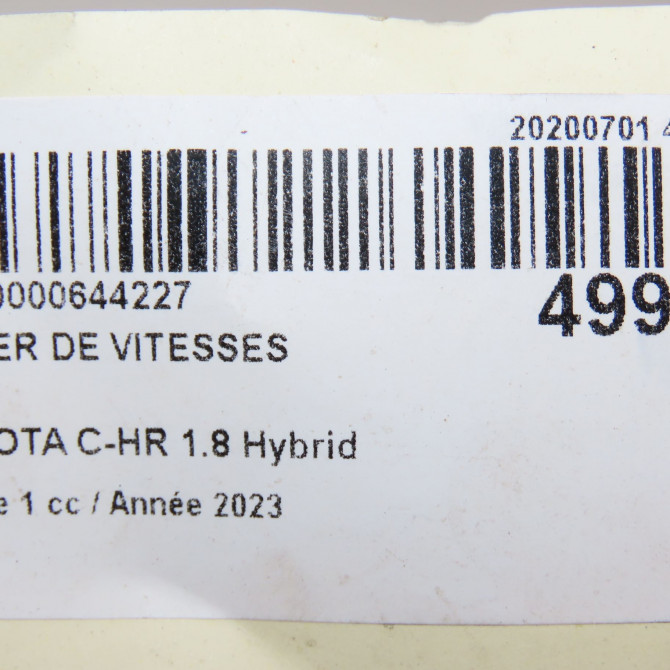 20200701 4
0000644227
499
ER DE VITESSES
OTA C-HR 1.8 Hybrid
e 1 cc / Année 2023